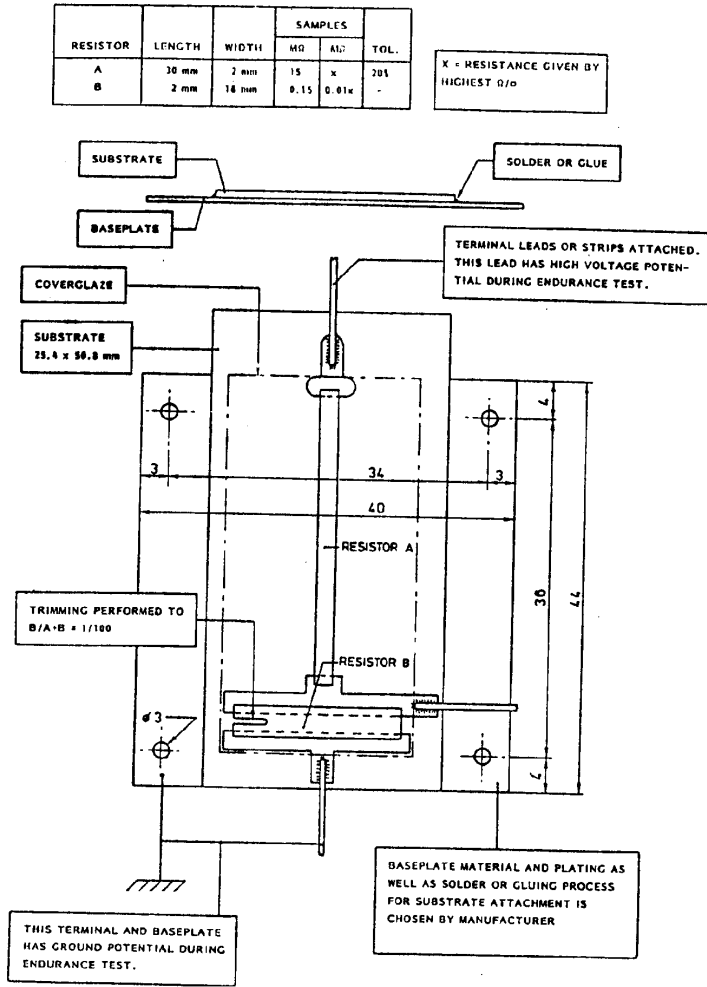 SAMPLES
RESISTOR LENGTH WIDTH MΩ MΩ TOL.
A 30 mm 2 mm 15 x 20%
B 2 mm 18 mm 0.15 0.01x -
X = RESISTANCE GIVEN BY
HIGHEST Ω/□
SUBSTRATE
SOLDER OR GLUE
BASEPLATE
TERMINAL LEADS OR STRIPS ATTACHED.
THIS LEAD HAS HIGH VOLTAGE POTEN-
TIAL DURING ENDURANCE TEST.
COVERGLAZE
SUBSTRATE
25.4 x 50.8 mm
4
3
34
3
40
RESISTOR A
36
44
TRIMMING PERFORMED TO
B/A+B = 1/100
RESISTOR B
ø 3
4
BASEPLATE MATERIAL AND PLATING AS
WELL AS SOLDER OR GLUING PROCESS
FOR SUBSTRATE ATTACHMENT IS
CHOSEN BY MANUFACTURER
THIS TERMINAL AND BASEPLATE
HAS GROUND POTENTIAL DURING
ENDURANCE TEST.